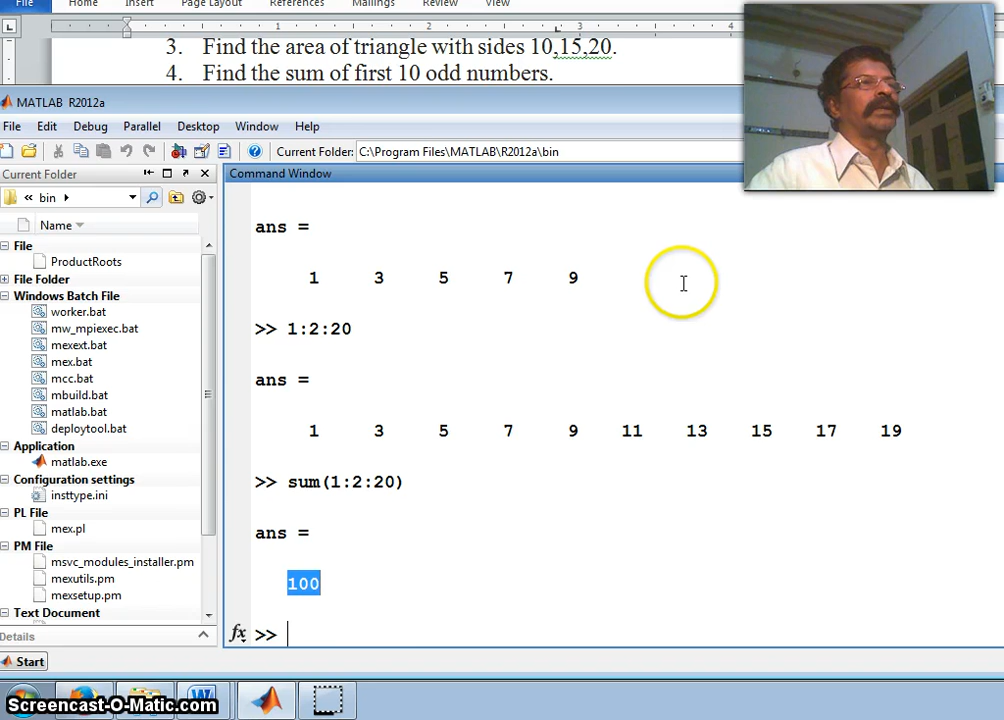 File Home Insert Page Layout References Mailings Review View
L 1 2 3 4
3. Find the area of triangle with sides 10,15,20.
4. Find the sum of first 10 odd numbers.
MATLAB R2012a
File Edit Debug Parallel Desktop Window Help
Current Folder: C:\Program Files\MATLAB\R2012a\bin
Current Folder
Command Window
« bin
Name
File
ProductRoots
File Folder
Windows Batch File
worker.bat
mw_mpiexec.bat
mexext.bat
mex.bat
mcc.bat
mbuild.bat
matlab.bat
deploytool.bat
Application
matlab.exe
Configuration settings
insttype.ini
PL File
mex.pl
PM File
msvc_modules_installer.pm
mexutils.pm
mexsetup.pm
Text Document
Details
ans =
1 3 5 7 9
>> 1:2:20
ans =
1 3 5 7 9 11 13 15 17 19
>> sum(1:2:20)
ans =
100
fx >>
Start
Screencast-O-Matic.com